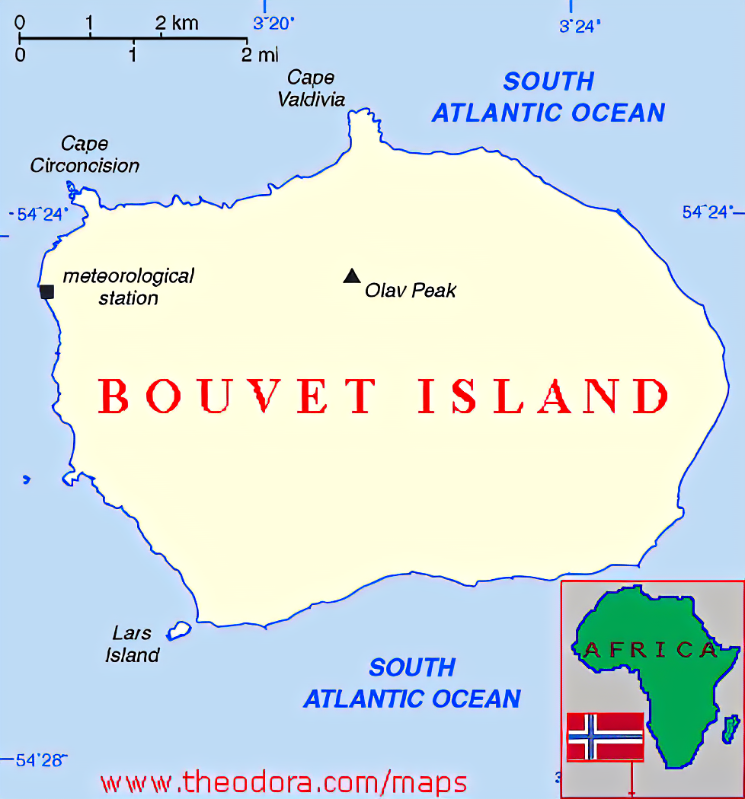 0 1 2 km
0 1 2 mi
3°20'
3°24'
Cape
Valdivia
SOUTH
ATLANTIC OCEAN
Cape
Circoncision
-54°24'
54°24'
meteorological
station
Olav Peak
BOUVET ISLAND
Lars
Island
SOUTH
ATLANTIC OCEAN
AFRICA
-54°28'
www.theodora.com/maps